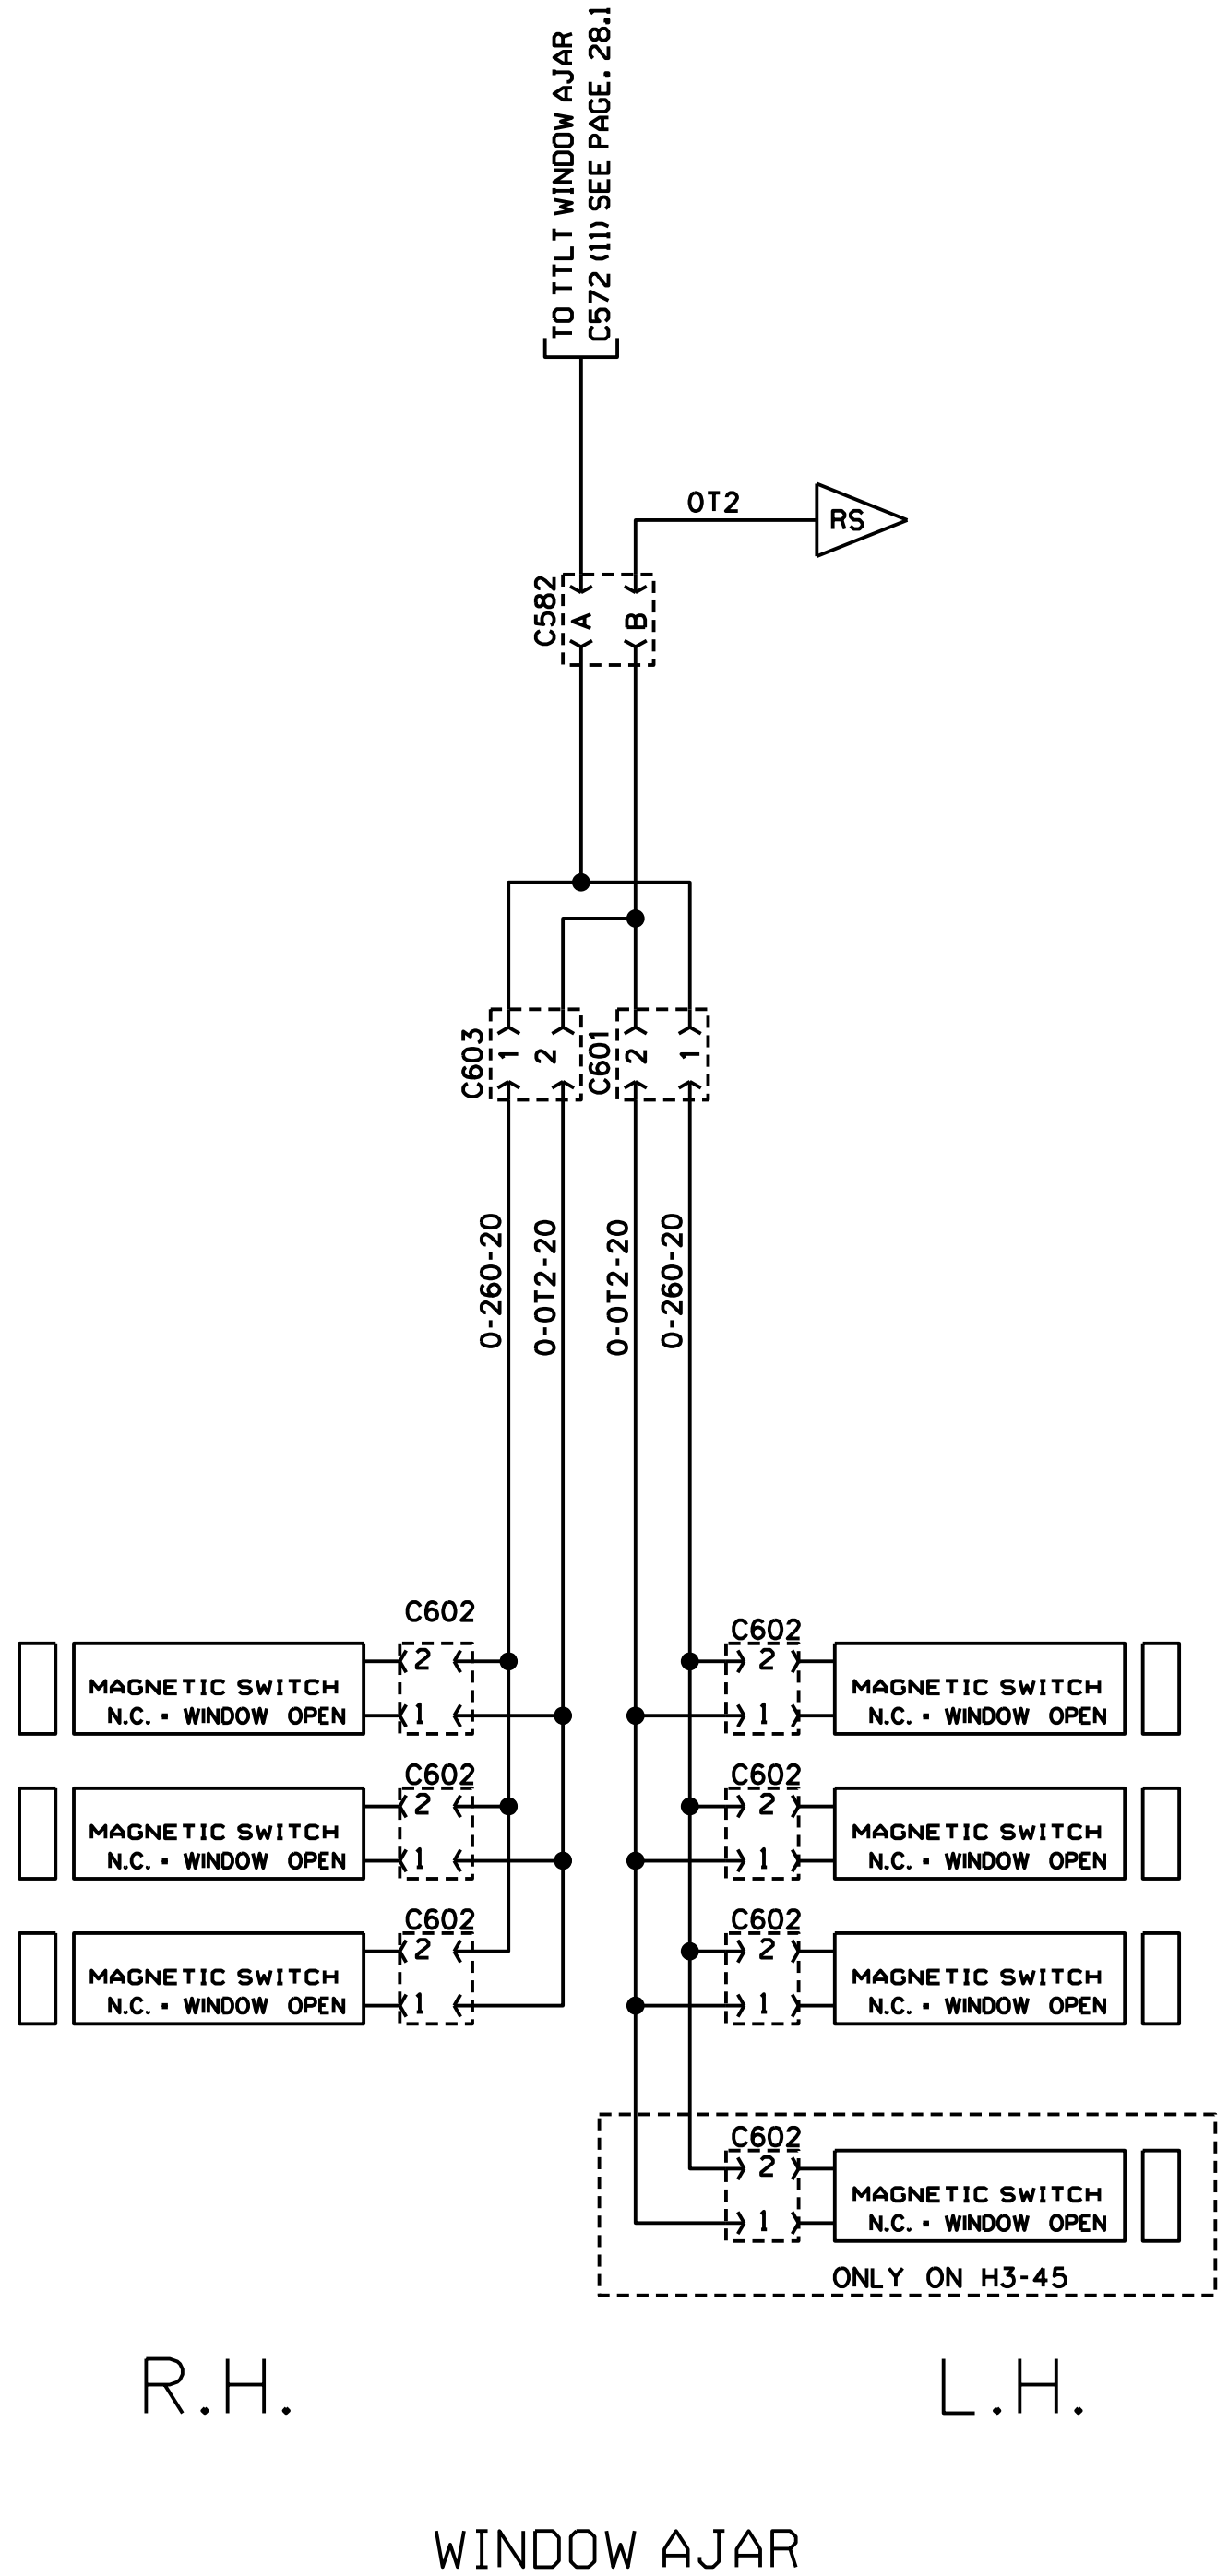 TO TTLT WINDOW AJAR
C572 (11) SEE PAGE. 28.1
OT2
RS
C582
A
B
C603
1
2
C601
2
1
O-260-20
O-OT2-20
O-OT2-20
O-260-20
C602
2
1
MAGNETIC SWITCH
N.C. - WINDOW OPEN
C602
2
1
MAGNETIC SWITCH
N.C. - WINDOW OPEN
C602
2
1
MAGNETIC SWITCH
N.C. - WINDOW OPEN
C602
2
1
MAGNETIC SWITCH
N.C. - WINDOW OPEN
C602
2
1
MAGNETIC SWITCH
N.C. - WINDOW OPEN
C602
2
1
MAGNETIC SWITCH
N.C. - WINDOW OPEN
C602
2
1
MAGNETIC SWITCH
N.C. - WINDOW OPEN
ONLY ON H3-45
R.H.
L.H.
WINDOW AJAR